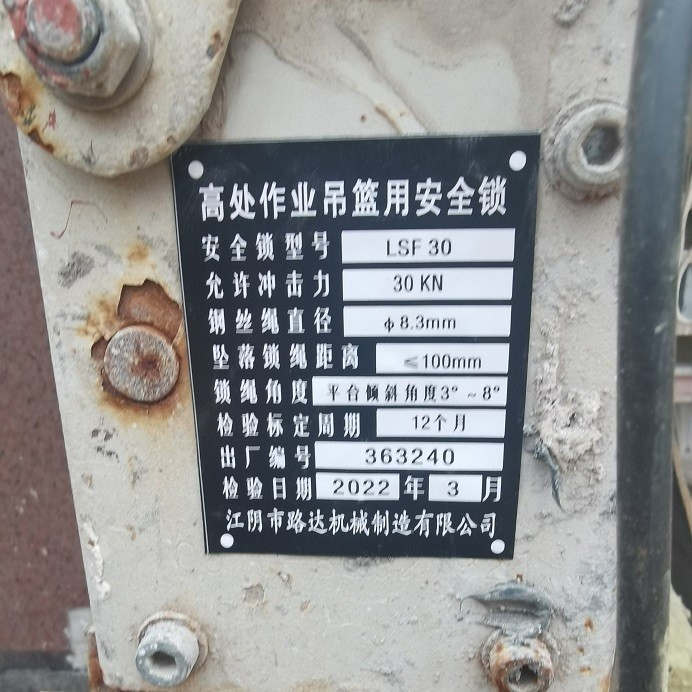 高处作业吊篮用安全锁
安全锁型号 LSF 30
允许冲击力 30 KN
钢丝绳直径 ф8.3mm
坠落锁绳距离 ≤100mm
锁绳角度 平台倾斜角度3°~8°
检验标定周期 12个月
出厂编号 363240
检验日期 2022 年 3 月
江阴市路达机械制造有限公司